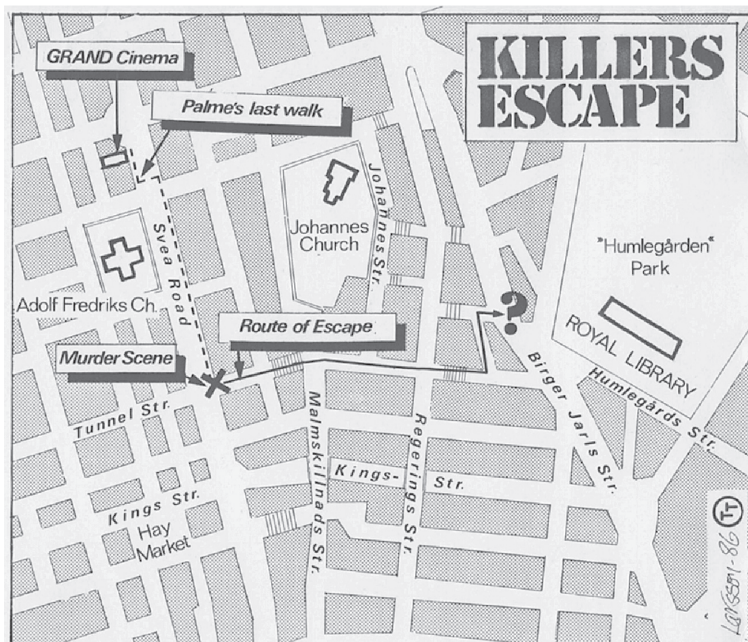 KILLERS
ESCAPE
GRAND Cinema
Palme's last walk
Johannes Str.
Johannes
Church
Svea Road
Adolf Fredriks Ch.
"Humlegården"
Park
ROYAL LIBRARY
Route of Escape
?
Murder Scene
Birger Jarls Str.
Humlegårds Str.
Tunnel Str.
Malmskillnads Str.
Regerings Str.
Kings- Str.
Kings Str.
Hay
Market
TT
Larsson-86